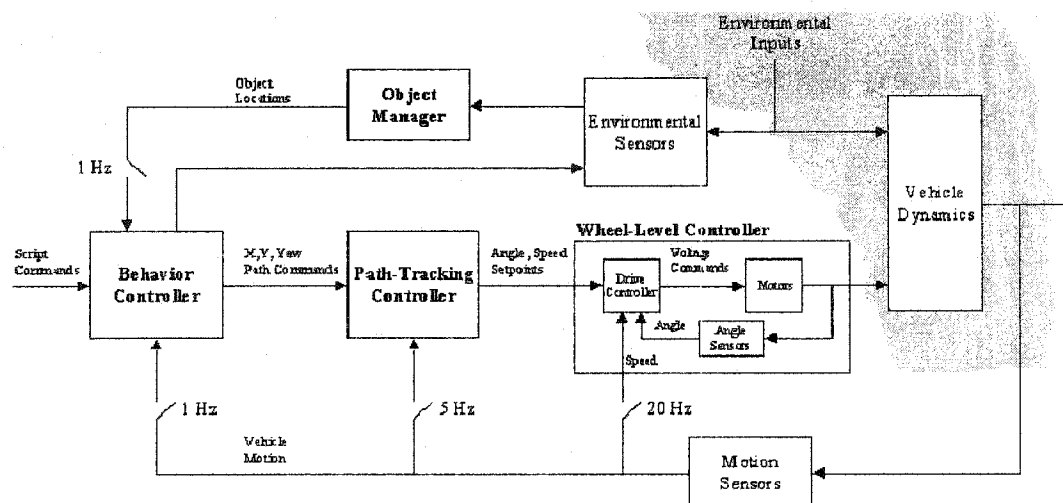 Environmental
Inputs
Object
Locations
Object
Manager
Environmental
Sensors
1 Hz
Vehicle
Dynamics
Wheel-Level Controller
Script
Commands
Behavior
Controller
X,Y,Yaw
Path Commands
Path-Tracking
Controller
Angle, Speed
Setpoints
Drive
Controller
Voltage
Commands
Motors
Angle
Angle
Sensors
Speed
1 Hz
5 Hz
20 Hz
Vehicle
Motion
Motion
Sensors